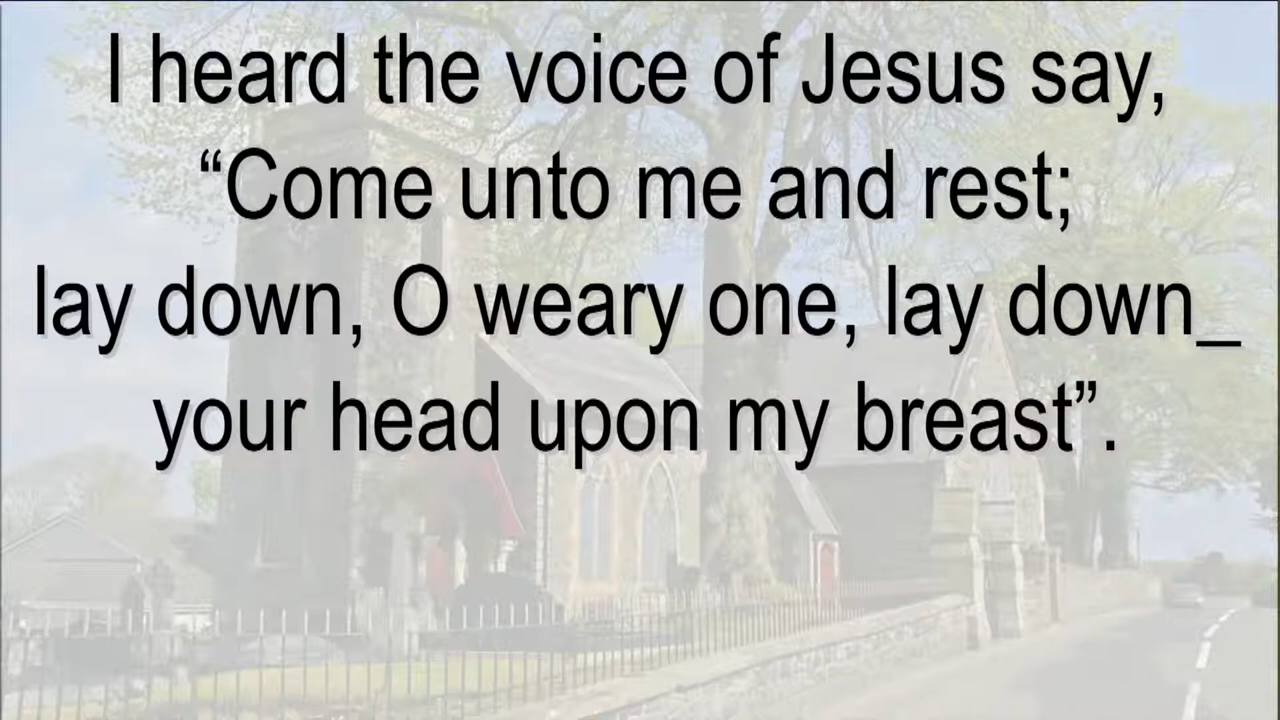 I heard the voice of Jesus say,
“Come unto me and rest;
lay down, O weary one, lay down_
your head upon my breast”.